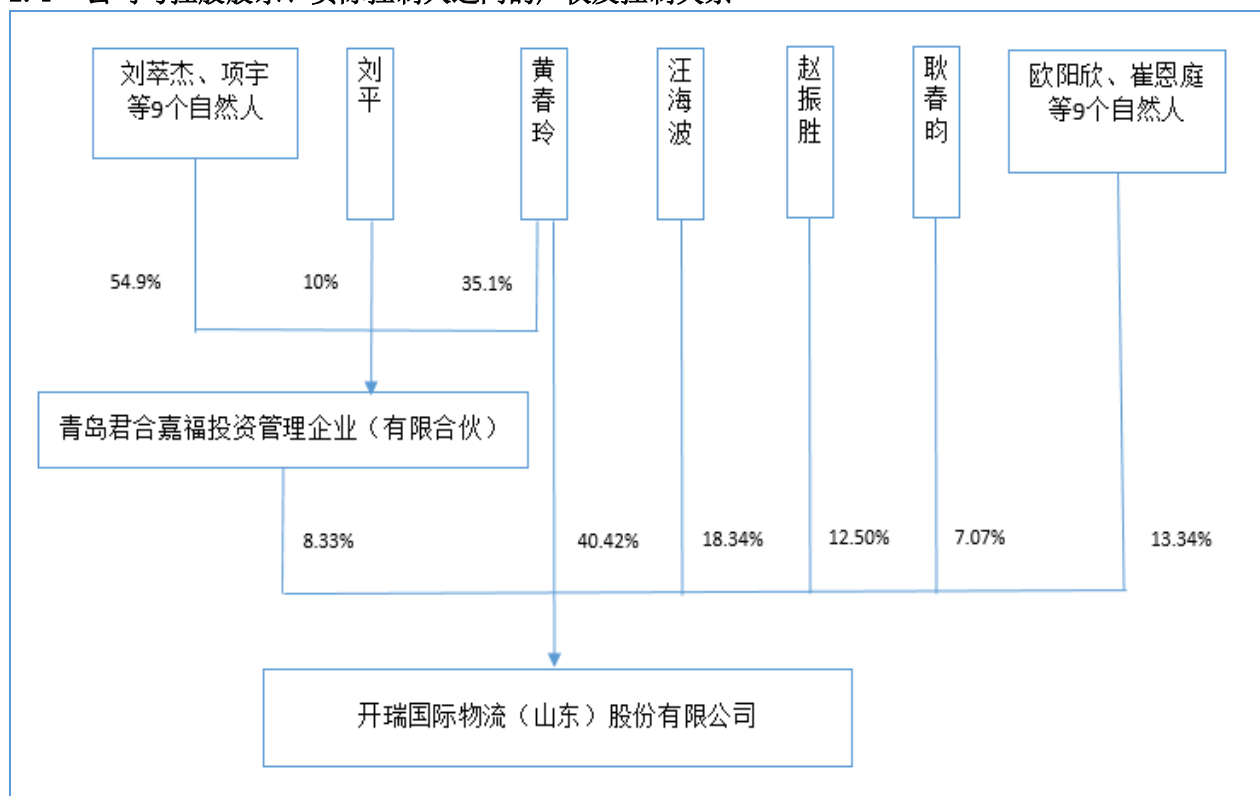 刘萃杰、项宇
等9个自然人
刘平
黄春玲
汪海波
赵振胜
耿春昀
欧阳欣、崔恩庭
等9个自然人
54.9%
10%
35.1%
青岛君合嘉福投资管理企业（有限合伙）
8.33%
40.42%
18.34%
12.50%
7.07%
13.34%
开瑞国际物流（山东）股份有限公司